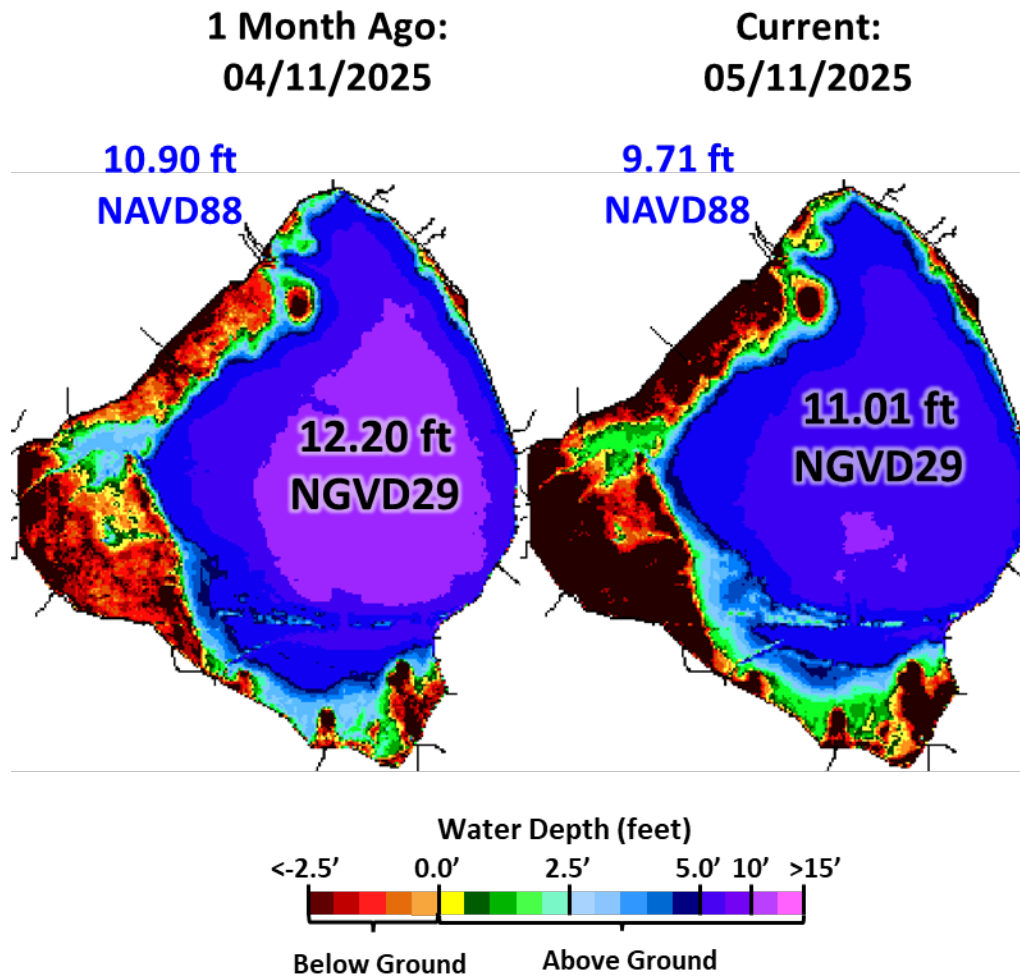 1 Month Ago:
04/11/2025
Current:
05/11/2025
10.90 ft
NAVD88
9.71 ft
NAVD88
12.20 ft
NGVD29
11.01 ft
NGVD29
Water Depth (feet)
<-2.5’ 0.0’ 2.5’ 5.0’ 10’ >15’
Below Ground Above Ground